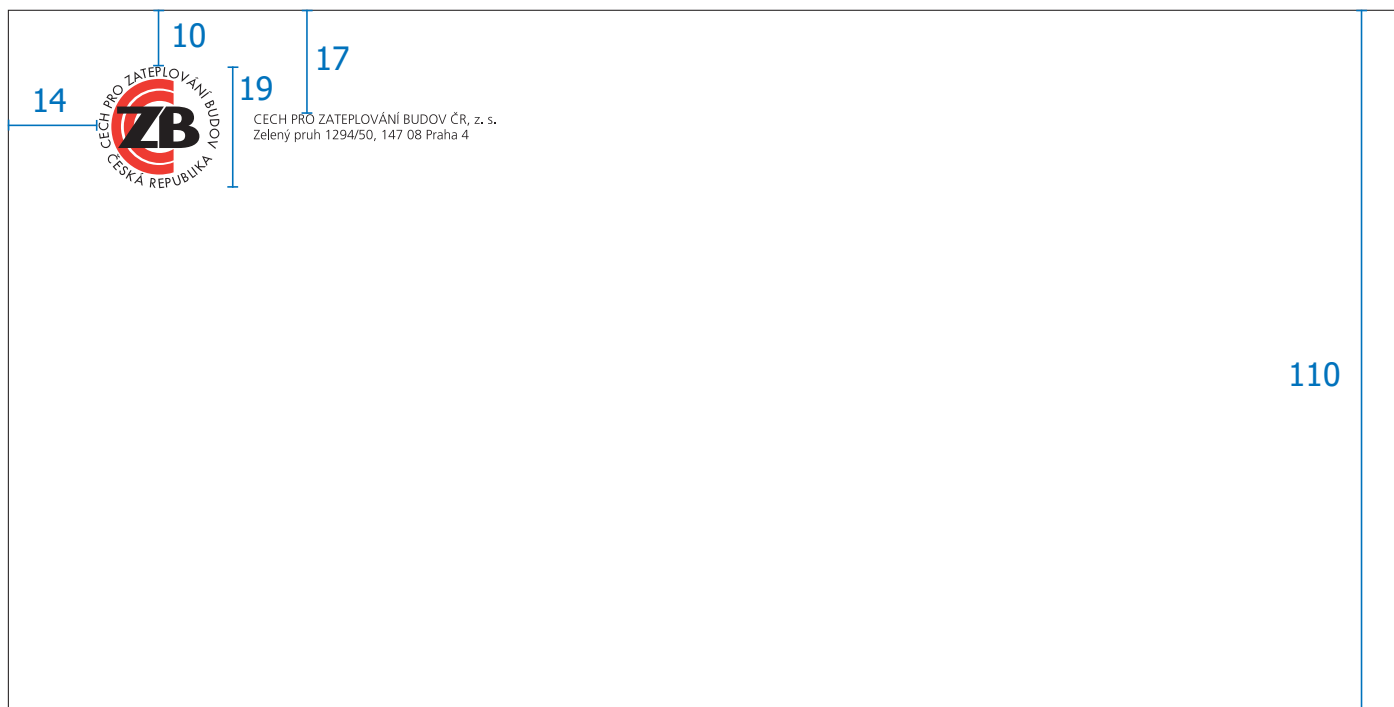 10
17
14
19
CECH PRO ZATEPLOVÁNÍ BUDOV
ZB
ČESKÁ REPUBLIKA
CECH PRO ZATEPLOVÁNÍ BUDOV ČR, z. s.
Zelený pruh 1294/50, 147 08 Praha 4
110